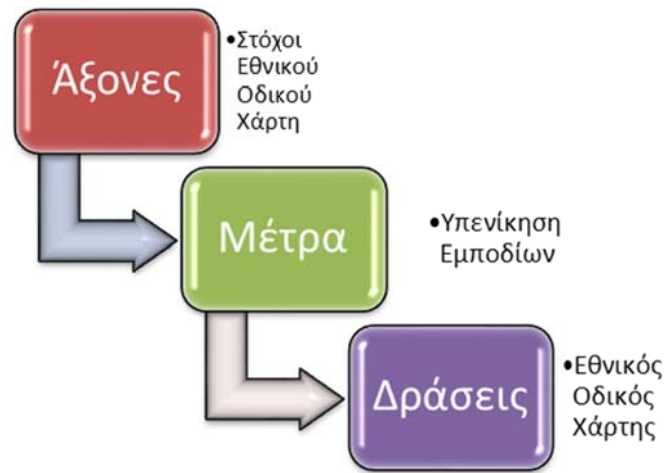 Άξονες
•Στόχοι
Εθνικού
Οδικού
Χάρτη
Μέτρα
•Υπενίκηση
Εμποδίων
Δράσεις
•Εθνικός
Οδικός
Χάρτης